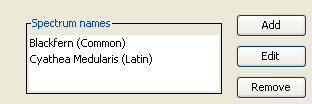 Spectrum names
Blackfern (Common)
Cyathea Medularis (Latin)
Add
Edit
Remove